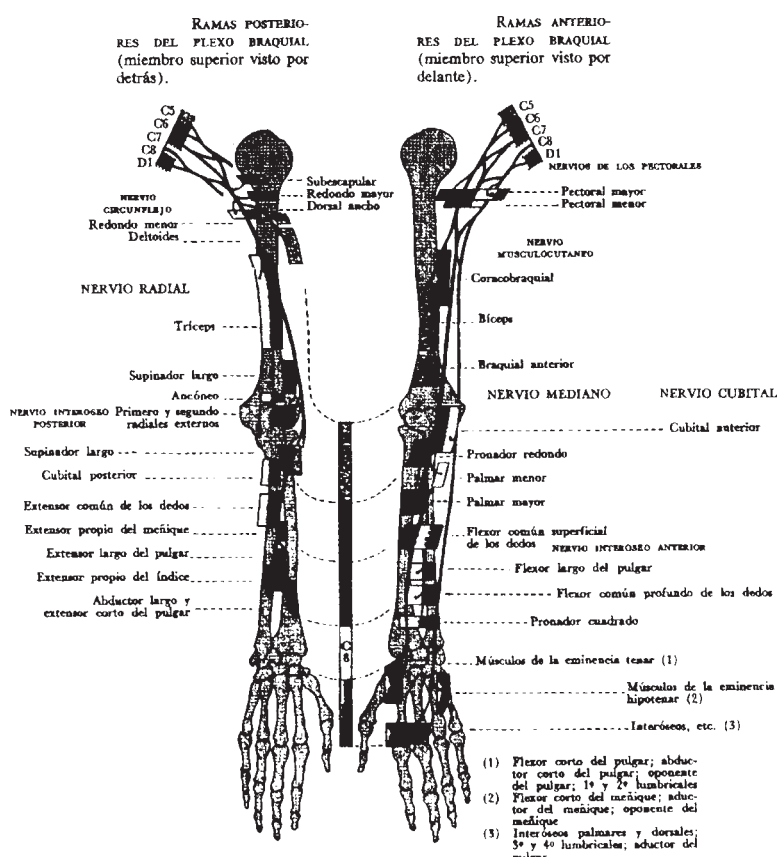 RAMAS POSTERIO-
RES DEL PLEXO BRAQUIAL
(miembro superior visto por
detrás).
C5
C6
C7
C8
D1
Subescapular
Redondo mayor
Dorsal ancho
NERVIO
CIRCUNFLEJO
Redondo menor
Deltoides
NERVIO RADIAL
Tríceps
Supinador largo
Ancóneo
NERVIO INTEROSEO
POSTERIOR
Primero y segundo
radiales externos
Supinador largo
Cubital posterior
Extensor común de los dedos
Extensor propio del meñique
Extensor largo del pulgar
Extensor propio del índice
Abductor largo y
extensor corto del pulgar
C
8
RAMAS ANTERIO-
RES DEL PLEXO BRAQUIAL
(miembro superior visto por
delante).
C5
C6
C7
C8
D1
NERVIOS DE LOS PECTORALES
Pectoral mayor
Pectoral menor
NERVIO
MUSCULOCUTANEO
Coracobraquial
Bíceps
Braquial anterior
NERVIO MEDIANO
NERVIO CUBITAL
Cubital anterior
Pronador redondo
Palmar menor
Palmar mayor
Flexor común superficial
de los dedos
NERVIO INTEROSEO ANTERIOR
Flexor largo del pulgar
Flexor común profundo de los dedos
Pronador cuadrado
Músculos de la eminencia tenar (1)
Músculos de la eminencia
hipotenar (2)
Interóseos, etc. (3)
(1) Flexor corto del pulgar; abduc-
tor corto del pulgar; oponente
del pulgar; 1º y 2º lumbricales
(2) Flexor corto del meñique; aduc-
tor del meñique; oponente del
meñique
(3) Interóseos palmares y dorsales;
3º y 4º lumbricales; aductor del